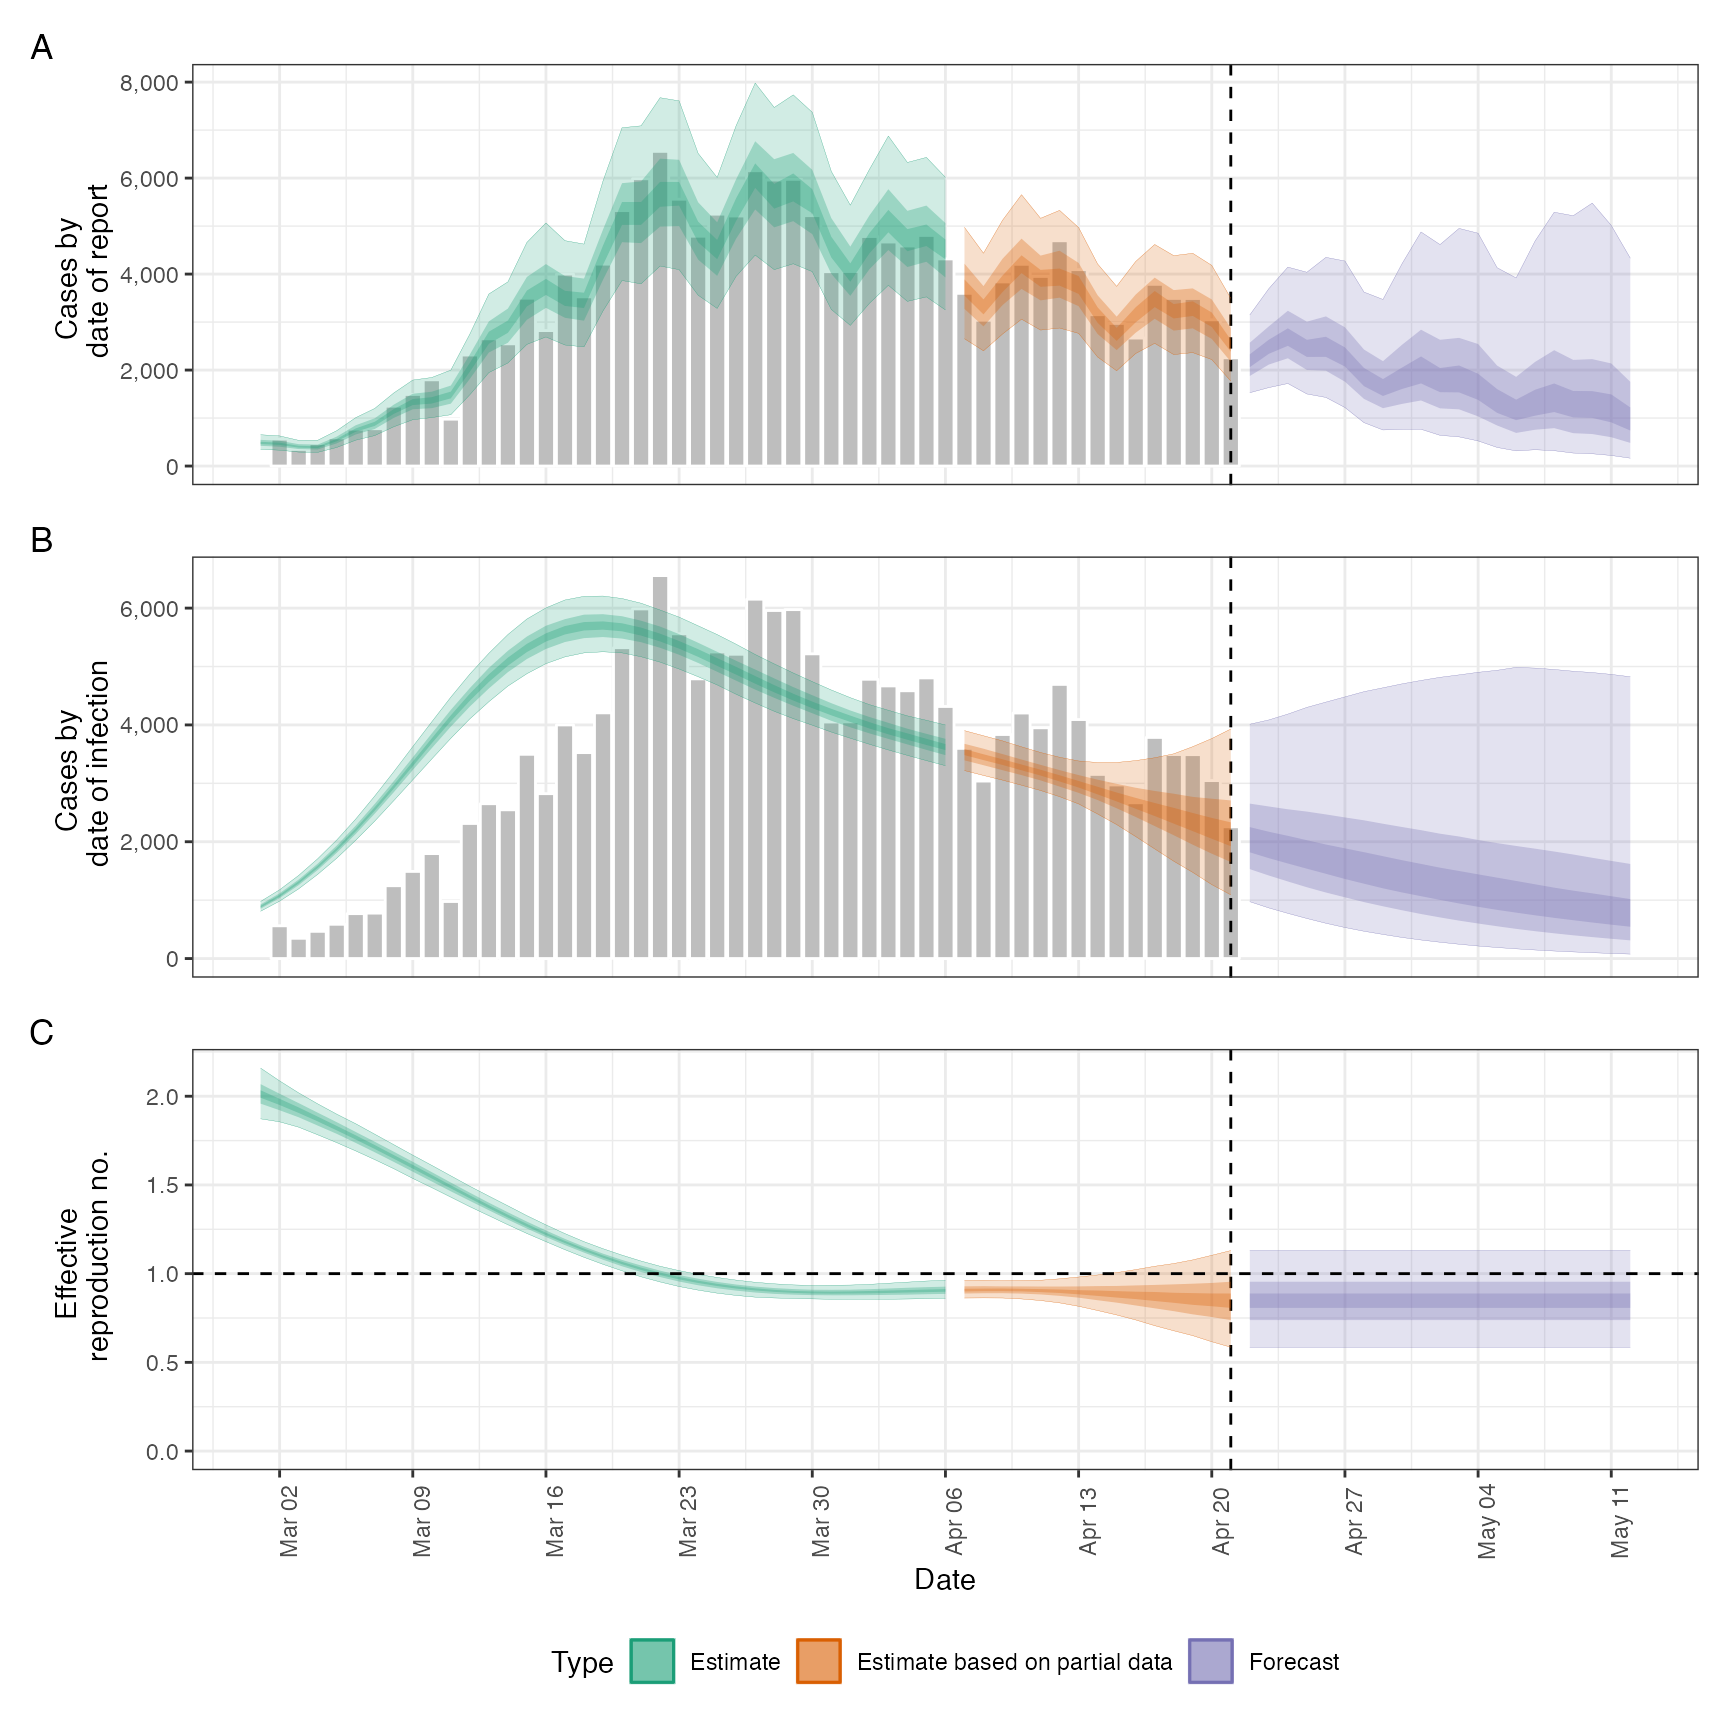 A
Cases by
date of report
8,000
6,000
4,000
2,000
0
B
Cases by
date of infection
6,000
4,000
2,000
0
C
Effective
reproduction no.
2.0
1.5
1.0
0.5
0.0
Mar 02
Mar 09
Mar 16
Mar 23
Mar 30
Apr 06
Apr 13
Apr 20
Apr 27
May 04
May 11
Date
Type
Estimate
Estimate based on partial data
Forecast